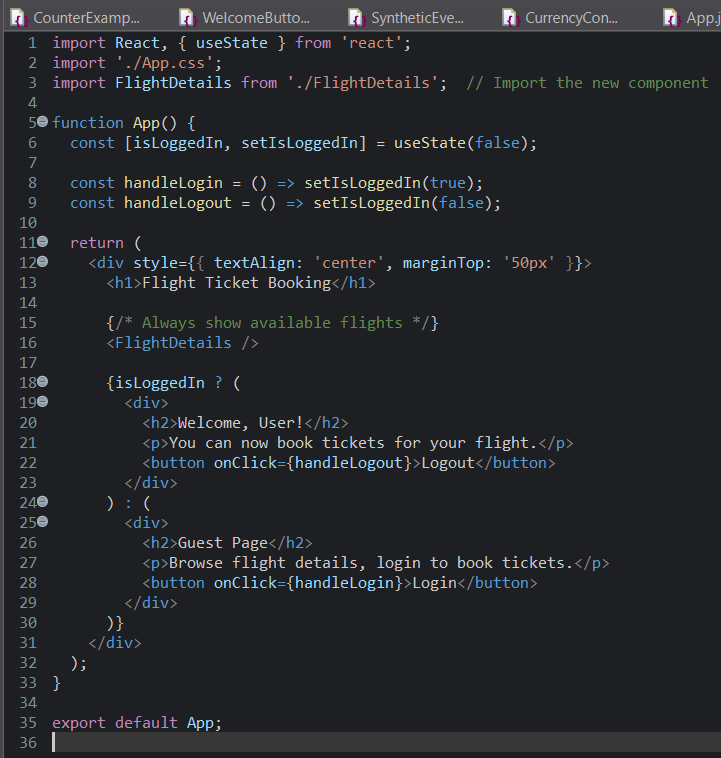 CounterExamp... WelcomeButto... SyntheticEve... CurrencyCon... App.j
1 import React, { useState } from 'react';
2 import './App.css';
3 import FlightDetails from './FlightDetails';  // Import the new component
4
5 function App() {
6   const [isLoggedIn, setIsLoggedIn] = useState(false);
7
8   const handleLogin = () => setIsLoggedIn(true);
9   const handleLogout = () => setIsLoggedIn(false);
10
11   return (
12     <div style={{ textAlign: 'center', marginTop: '50px' }}>
13       <h1>Flight Ticket Booking</h1>
14
15       {/* Always show available flights */}
16       <FlightDetails />
17
18       {isLoggedIn ? (
19         <div>
20           <h2>Welcome, User!</h2>
21           <p>You can now book tickets for your flight.</p>
22           <button onClick={handleLogout}>Logout</button>
23         </div>
24       ) : (
25         <div>
26           <h2>Guest Page</h2>
27           <p>Browse flight details, login to book tickets.</p>
28           <button onClick={handleLogin}>Login</button>
29         </div>
30       )}
31     </div>
32   );
33 }
34
35 export default App;
36